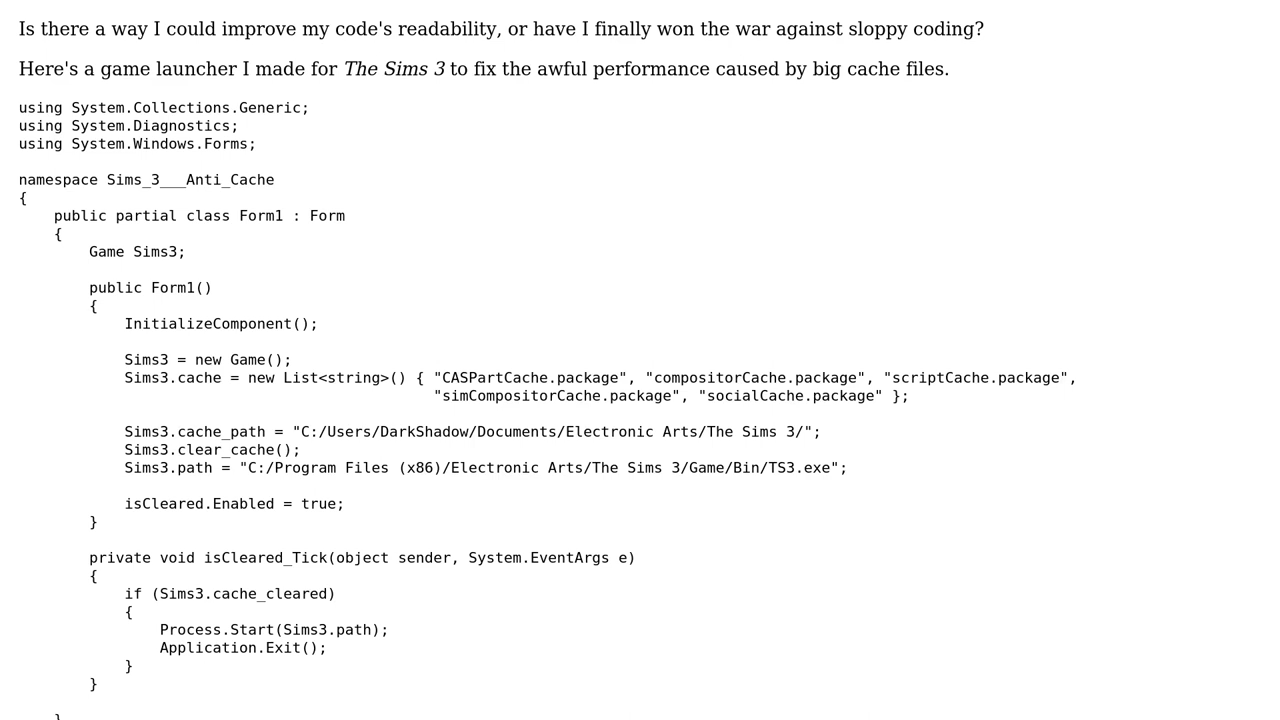 Is there a way I could improve my code's readability, or have I finally won the war against sloppy coding?
Here's a game launcher I made for The Sims 3 to fix the awful performance caused by big cache files.
using System.Collections.Generic;
using System.Diagnostics;
using System.Windows.Forms;
namespace Sims_3___Anti_Cache
{
    public partial class Form1 : Form
    {
        Game Sims3;
        public Form1()
        {
            InitializeComponent();
            Sims3 = new Game();
            Sims3.cache = new List<string>() { "CASPartCache.package", "compositorCache.package", "scriptCache.package",
                                               "simCompositorCache.package", "socialCache.package" };
            Sims3.cache_path = "C:/Users/DarkShadow/Documents/Electronic Arts/The Sims 3/";
            Sims3.clear_cache();
            Sims3.path = "C:/Program Files (x86)/Electronic Arts/The Sims 3/Game/Bin/TS3.exe";
            isCleared.Enabled = true;
        }
        private void isCleared_Tick(object sender, System.EventArgs e)
        {
            if (Sims3.cache_cleared)
            {
                Process.Start(Sims3.path);
                Application.Exit();
            }
        }
    }